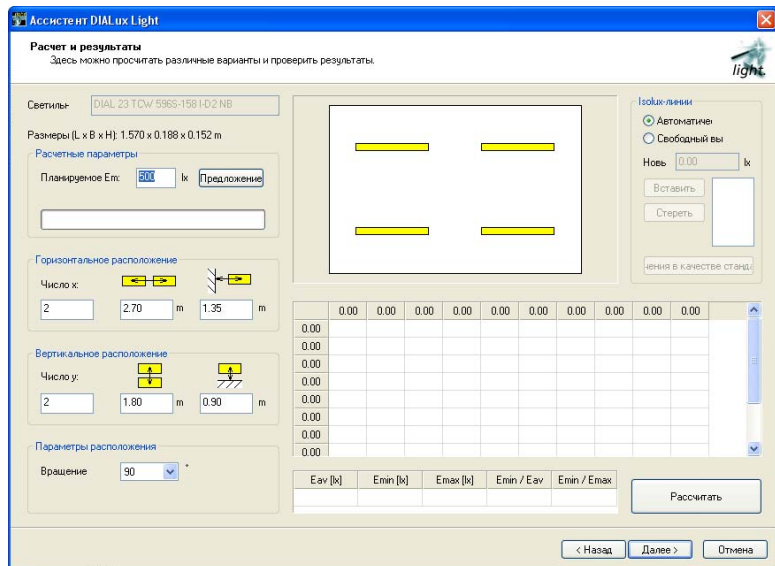 Ассистент DIALux Light
Расчет и результаты
Здесь можно просчитать различные варианты и проверить результаты.
light.
Светильн
DIAL 23 TCW 596S-158 I-D2 NB
Размеры (L x B x H): 1.570 x 0.188 x 0.152 m
Расчетные параметры
Планируемое Em: 500 lx Предложение
Горизонтальное расположение
Число x:
2 2.70 m 1.35 m
Вертикальное расположение
Число y:
2 1.80 m 0.90 m
Параметры расположения
Вращение 90 °
Isolux-линии
Автоматиче
Свободный вы
Новь 0.00 lx
Вставить
Стереть
чения в качестве станда
0.00 0.00 0.00 0.00 0.00 0.00 0.00 0.00 0.00 0.00
0.00
0.00
0.00
0.00
0.00
0.00
0.00
0.00
Eav [lx] Emin [lx] Emax [lx] Emin / Eav Emin / Emax
Рассчитать
< Назад Далее > Отмена